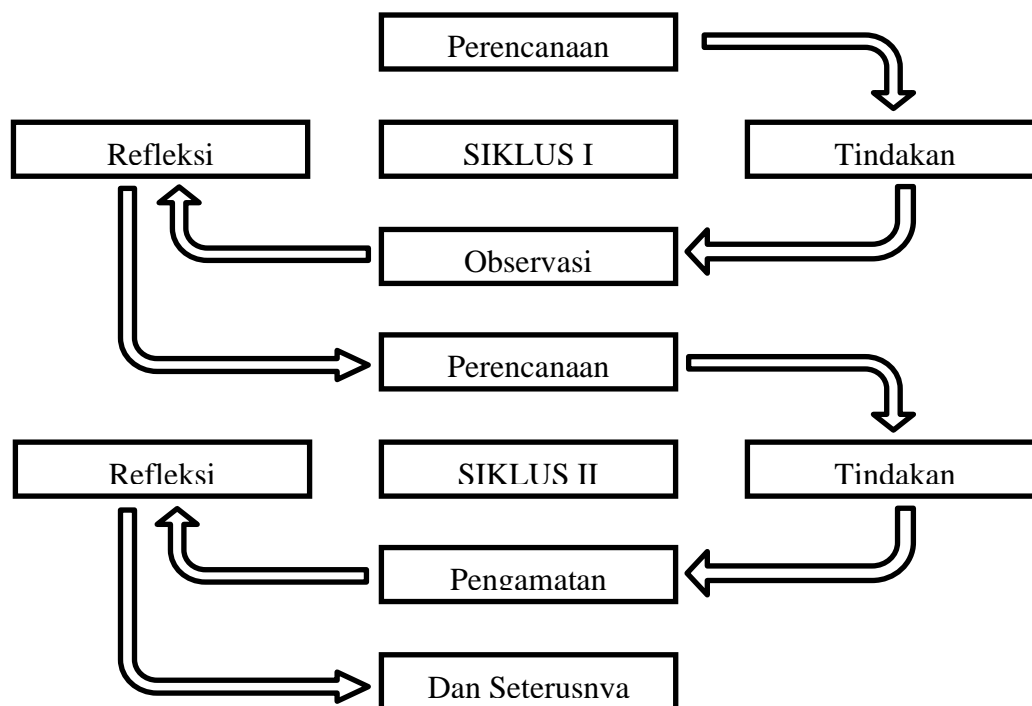 Perencanaan
Refleksi
SIKLUS I
Tindakan
Observasi
Perencanaan
Refleksi
SIKLUS II
Tindakan
Pengamatan
Dan Seterusnya